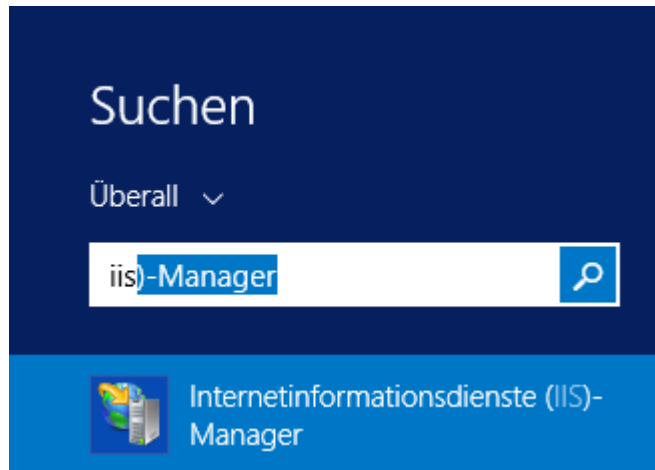 Suchen
Überall
iis)-Manager
Internetinformationsdienste (IIS)-
Manager